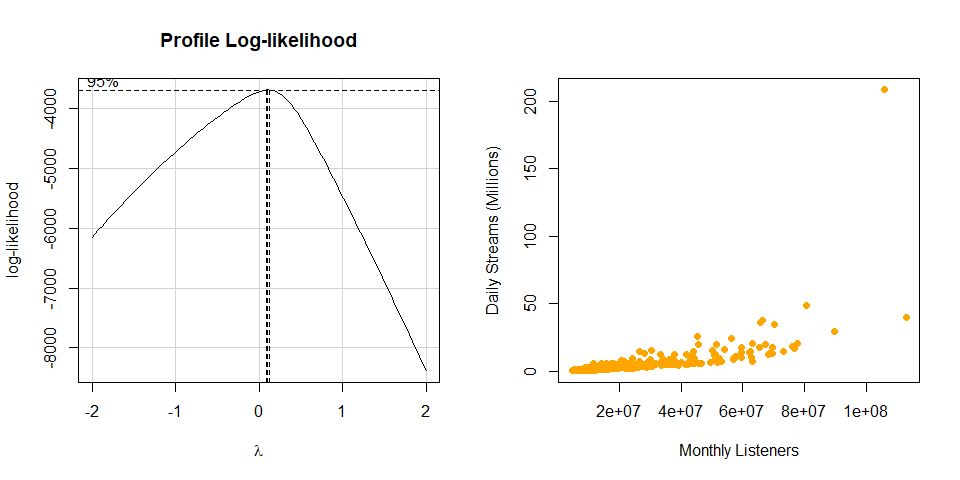 Profile Log-likelihood
95%
log-likelihood
-4000
-5000
-6000
-7000
-8000
-2
-1
0
1
2
λ
Daily Streams (Millions)
200
150
100
50
0
2e+07
4e+07
6e+07
8e+07
1e+08
Monthly Listeners